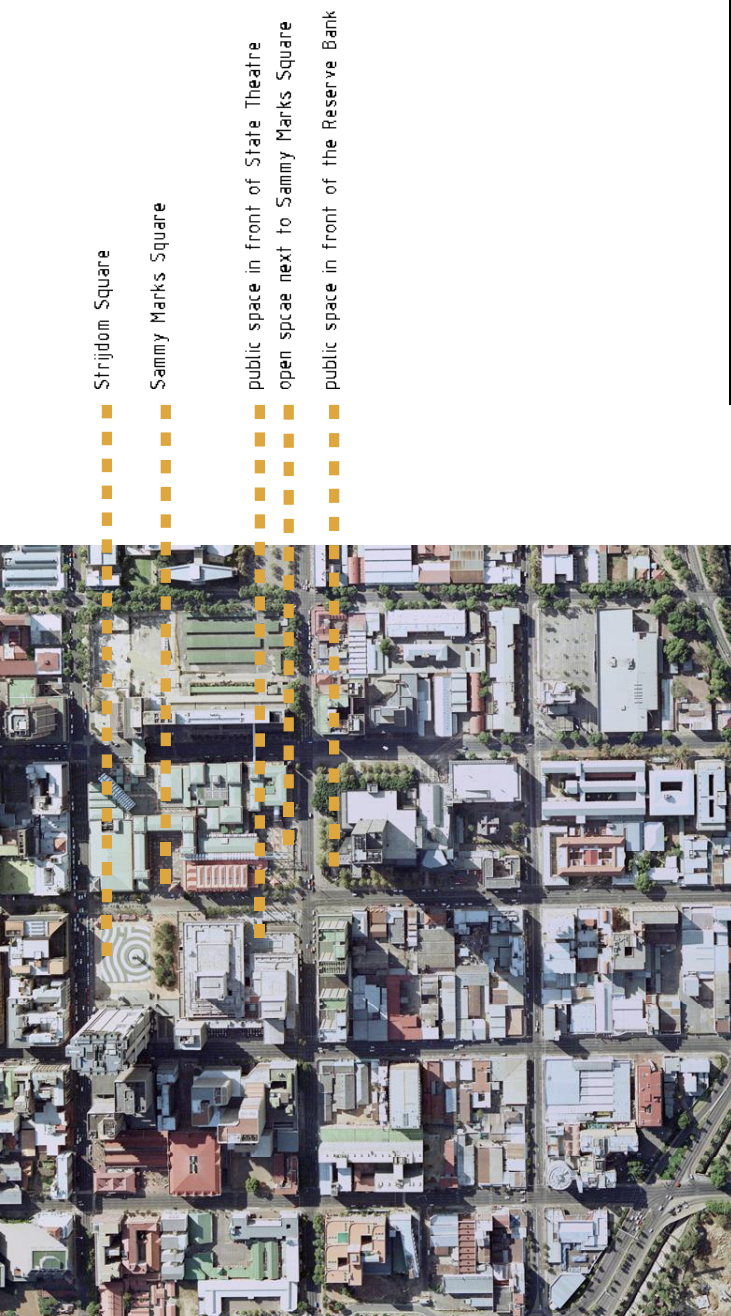 Strijdom Square
Sammy Marks Square
public space in front of State Theatre
open spcae next to Sammy Marks Square
public space in front of the Reserve Bank